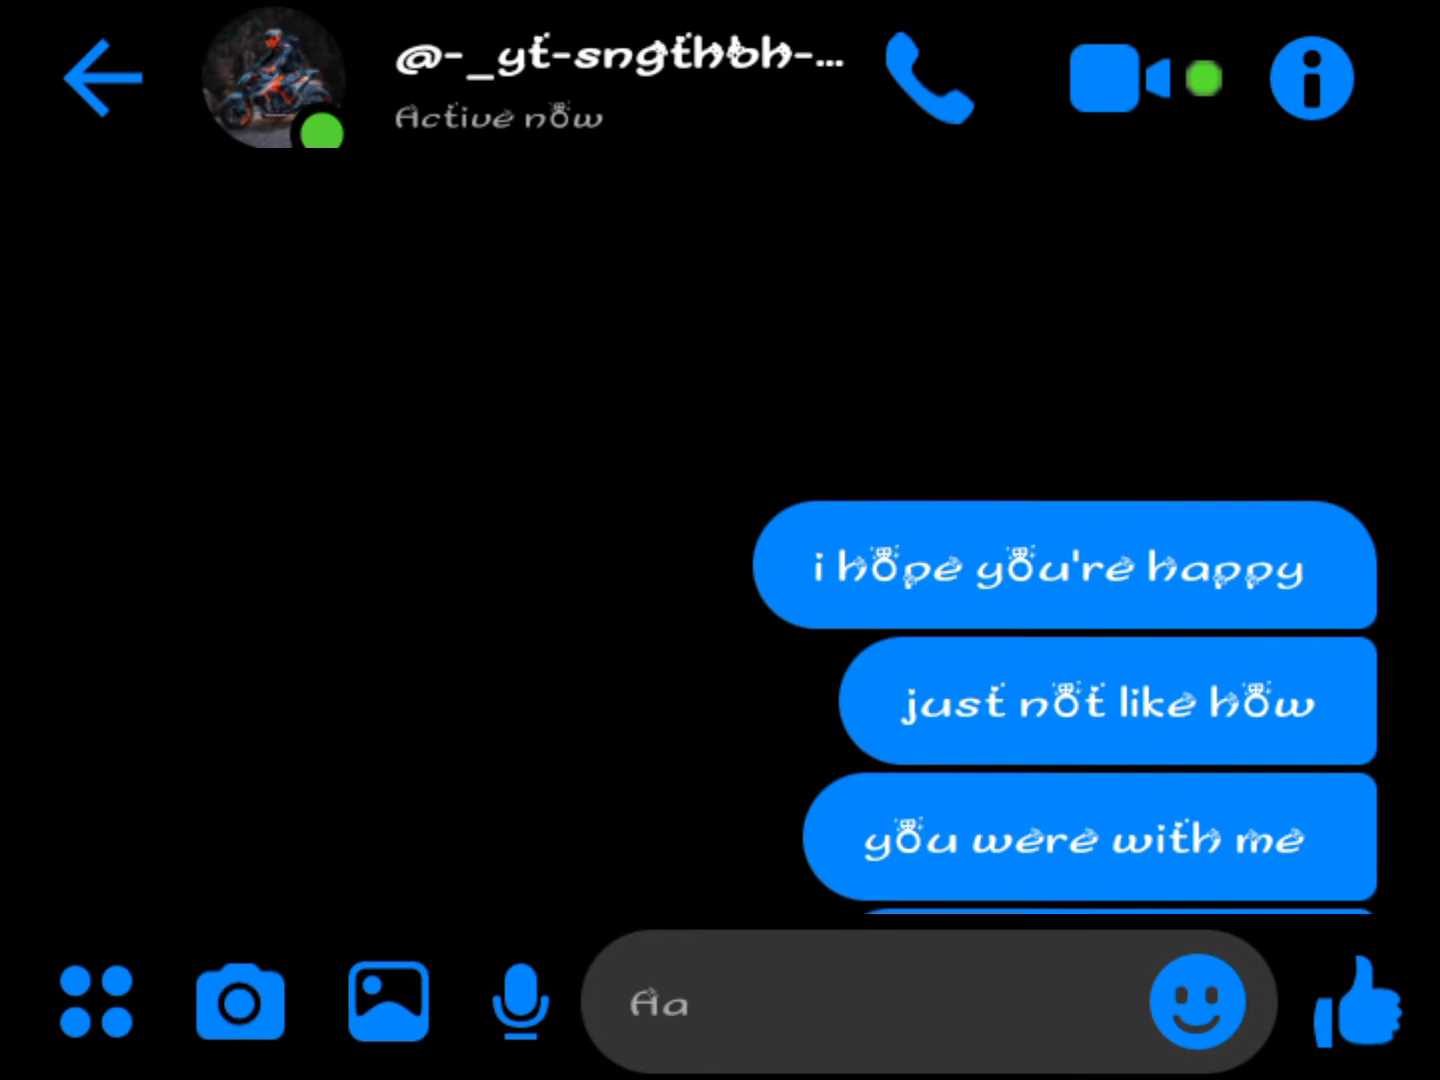 @-_yt-sngthbh-...
Active now
i hope you're happy
just not like how
you were with me
Aa